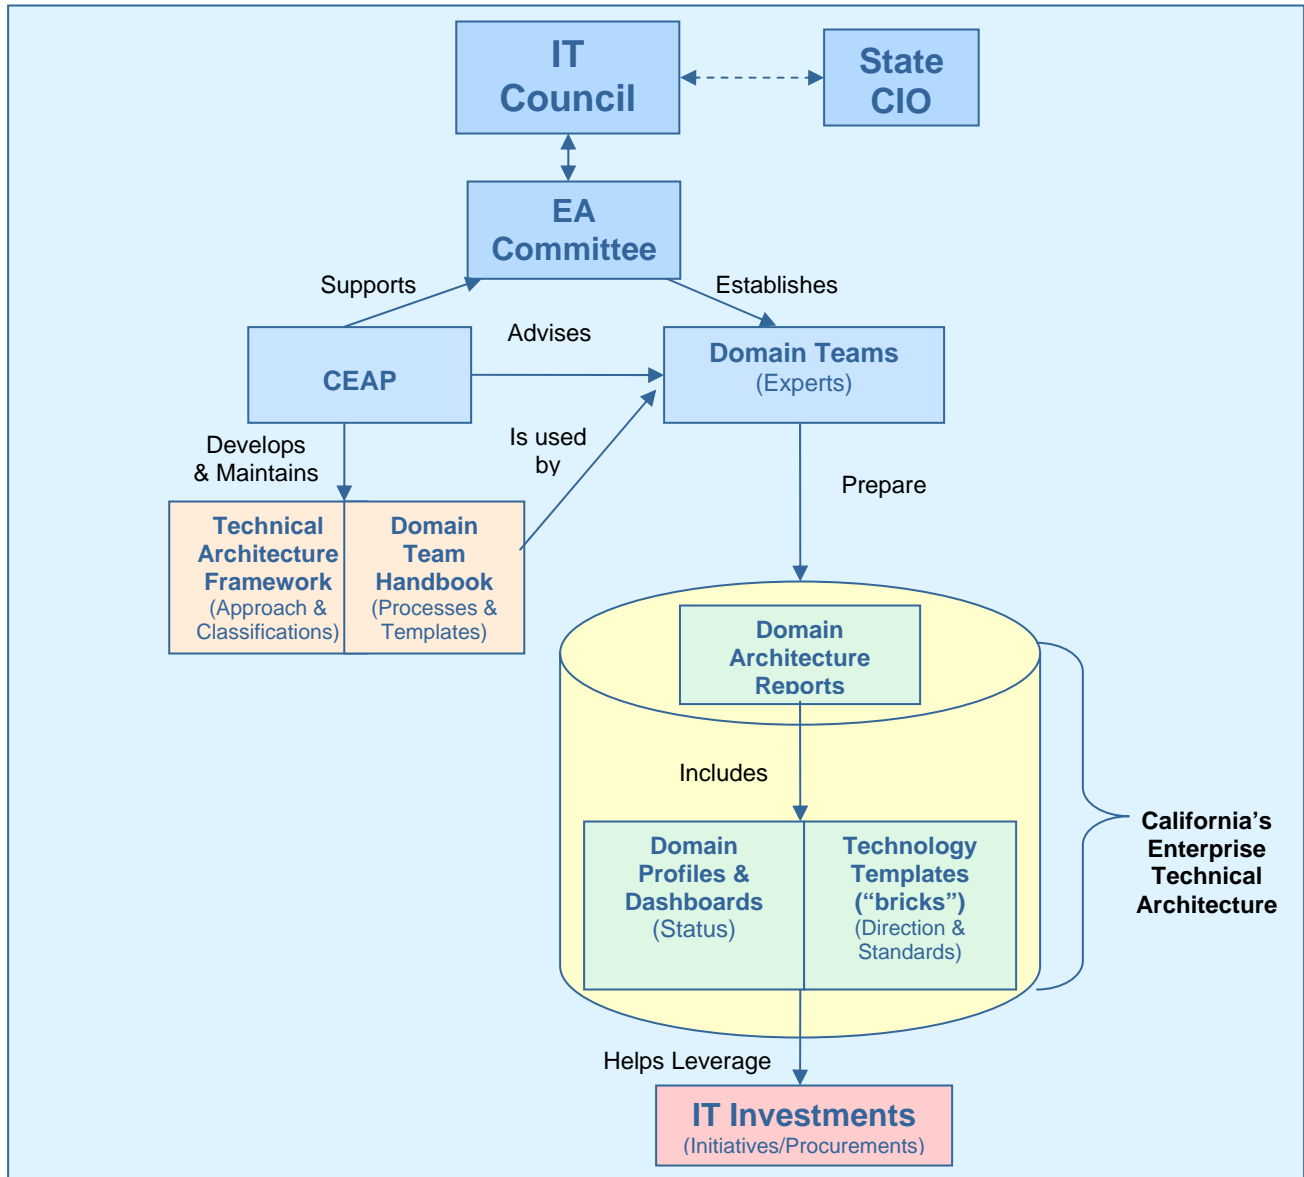 IT
Council
State
CIO
EA
Committee
Supports
Establishes
Advises
CEAP
Domain Teams
(Experts)
Develops
& Maintains
Is used
by
Prepare
Technical
Architecture
Framework
(Approach &
Classifications)
Domain
Team
Handbook
(Processes &
Templates)
Domain
Architecture
Reports
Includes
Domain
Profiles &
Dashboards
(Status)
Technology
Templates
(“bricks”)
(Direction &
Standards)
California’s
Enterprise
Technical
Architecture
Helps Leverage
IT Investments
(Initiatives/Procurements)